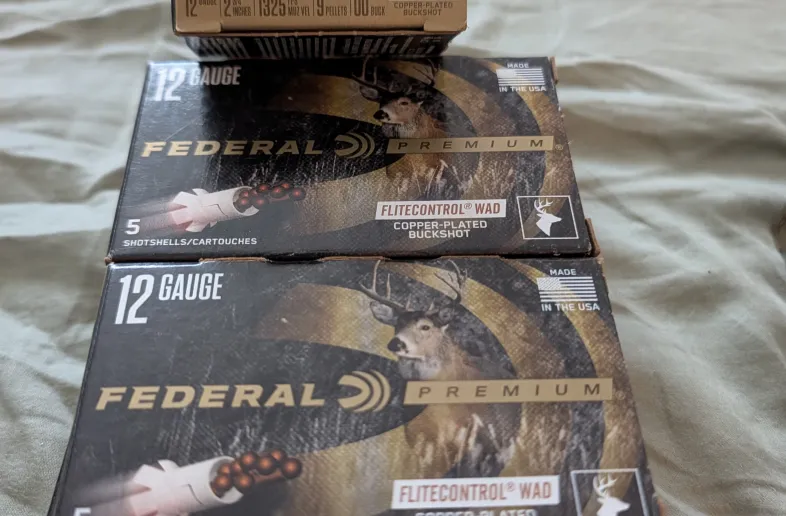 12 GAUGE 2 3/4 INCHES 1325 MUZ VEL 9 PELLETS 00 BUCK COPPER-PLATED BUCKSHOT
12 GAUGE
MADE
IN THE USA
FEDERAL PREMIUM®
FLITECONTROL® WAD
COPPER-PLATED
BUCKSHOT
5
SHOTSHELLS/CARTOUCHES
12 GAUGE
MADE
IN THE USA
FEDERAL PREMIUM
FLITECONTROL® WAD
COPPER-PLATED